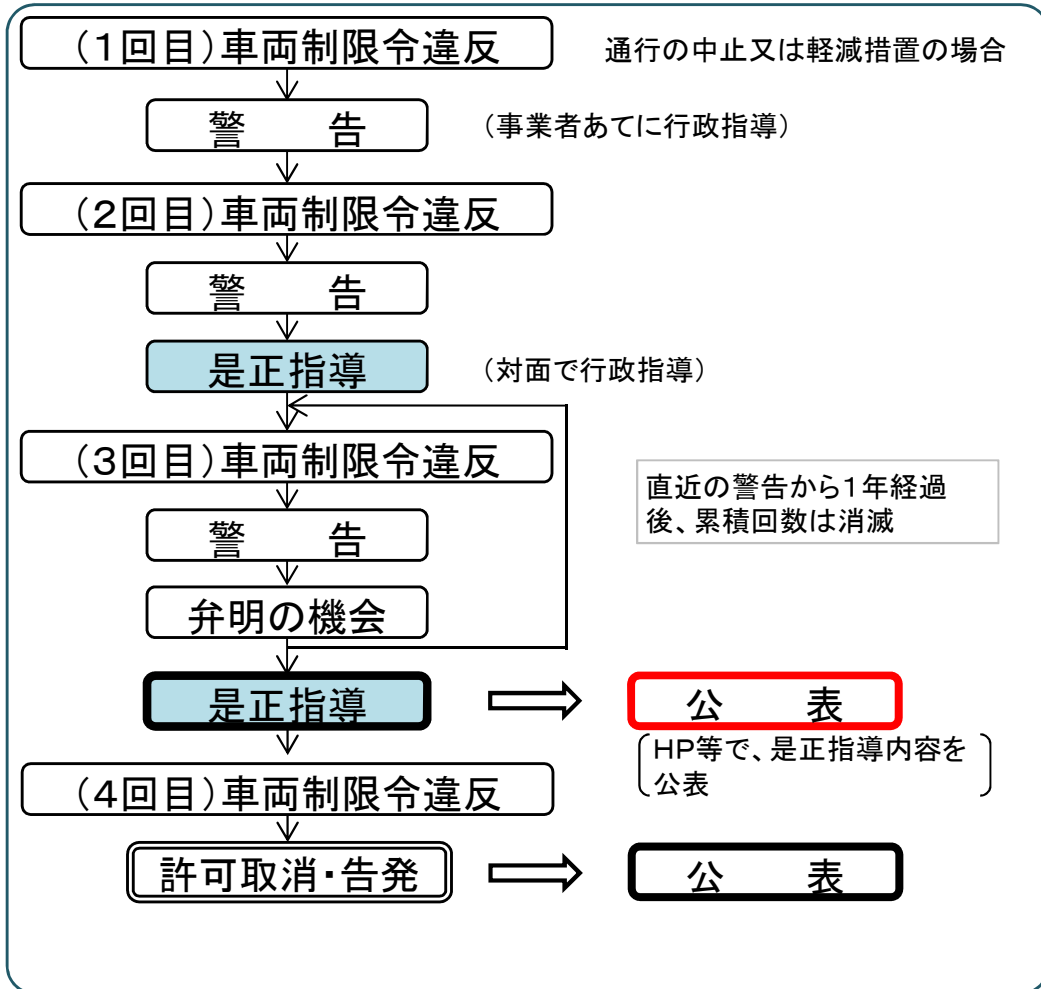 （１回目）車両制限令違反
通行の中止又は軽減措置の場合
警　　告
（事業者あてに行政指導）
（２回目）車両制限令違反
警　　告
是正指導
（対面で行政指導）
（３回目）車両制限令違反
直近の警告から１年経過
後、累積回数は消滅
警　　告
弁明の機会
是正指導
公　　表
HP等で、是正指導内容を
公表
（４回目）車両制限令違反
許可取消・告発
公　　表